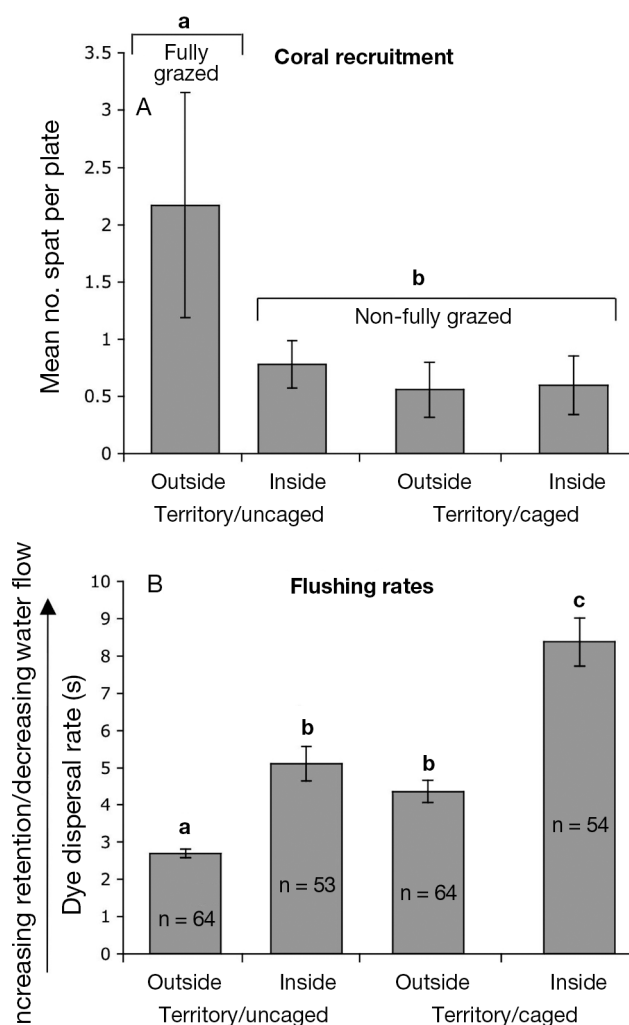 a
Fully
grazed
Coral recruitment
A
3.5
3
2.5
2
1.5
1
0.5
0
Mean no. spat per plate
b
Non-fully grazed
Outside Inside Outside Inside
Territory/uncaged Territory/caged
B
Flushing rates
10
9
8
7
6
5
4
3
2
1
0
ncreasing retention/decreasing water flow
Dye dispersal rate (s)
a
b
b
c
n = 64
n = 53
n = 64
n = 54
Outside Inside Outside Inside
Territory/uncaged Territory/caged